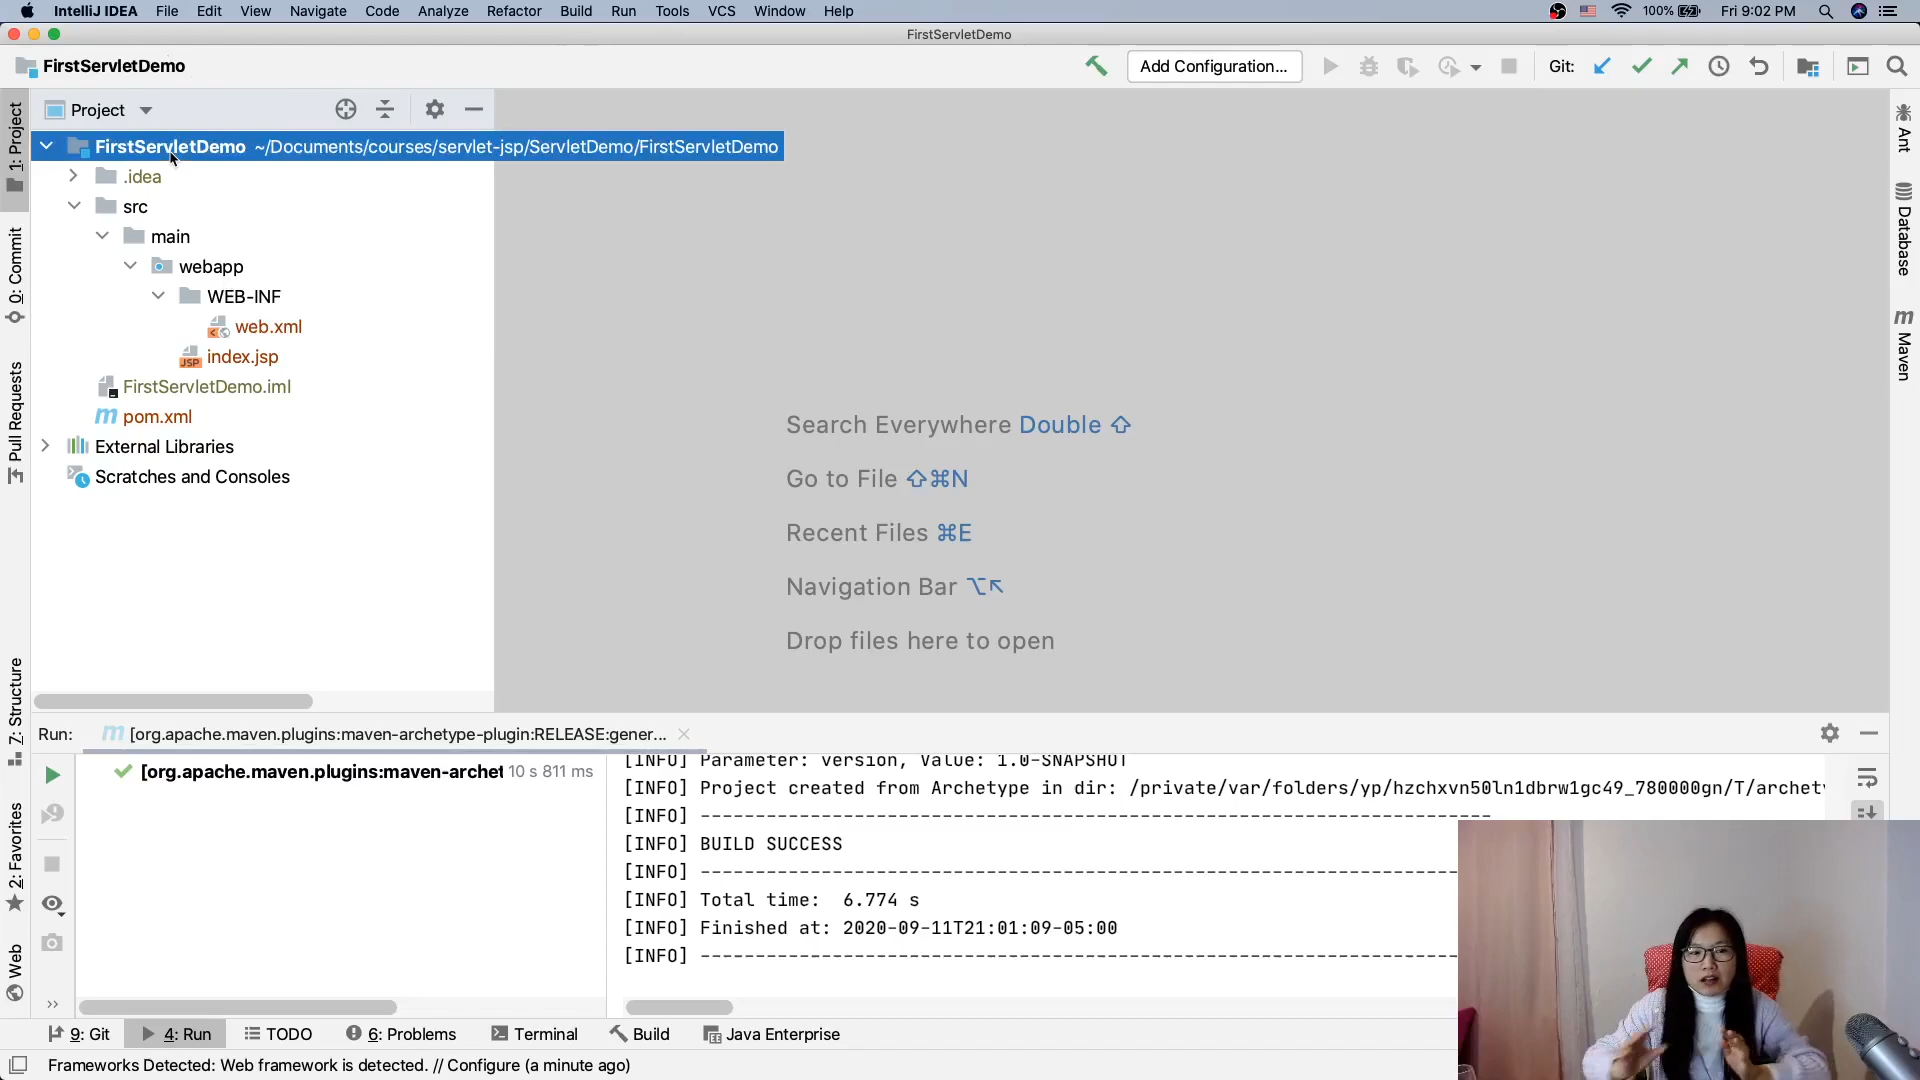 IntelliJ IDEA File Edit View Navigate Code Analyze Refactor Build Run Tools VCS Window Help 100% Fri 9:02 PM
FirstServletDemo
FirstServletDemo Add Configuration... Git:
Project
FirstServletDemo ~/Documents/courses/servlet-jsp/ServletDemo/FirstServletDemo
.idea
src
main
webapp
WEB-INF
web.xml
JSP index.jsp
FirstServletDemo.iml
m pom.xml
External Libraries
Scratches and Consoles
1: Project
0: Commit
Pull Requests
7: Structure
2: Favorites
Web
Search Everywhere Double ⇧
Go to File ⇧⌘N
Recent Files ⌘E
Navigation Bar ⌥↖
Drop files here to open
Ant
Database
m Maven
Run: m [org.apache.maven.plugins:maven-archetype-plugin:RELEASE:gener...
[org.apache.maven.plugins:maven-archet 10 s 811 ms
[INFO] Parameter: version, Value: 1.0-SNAPSHOT
[INFO] Project created from Archetype in dir: /private/var/folders/yp/hzchxvn50ln1dbrw1gc49_780000gn/T/archety
[INFO] ------------------------------------------------------------------------
[INFO] BUILD SUCCESS
[INFO] ------------------------------------------------------------------------
[INFO] Total time:  6.774 s
[INFO] Finished at: 2020-09-11T21:01:09-05:00
[INFO] ------------------------------------------------------------------------
9: Git 4: Run TODO 6: Problems Terminal Build Java Enterprise
Frameworks Detected: Web framework is detected. // Configure (a minute ago)